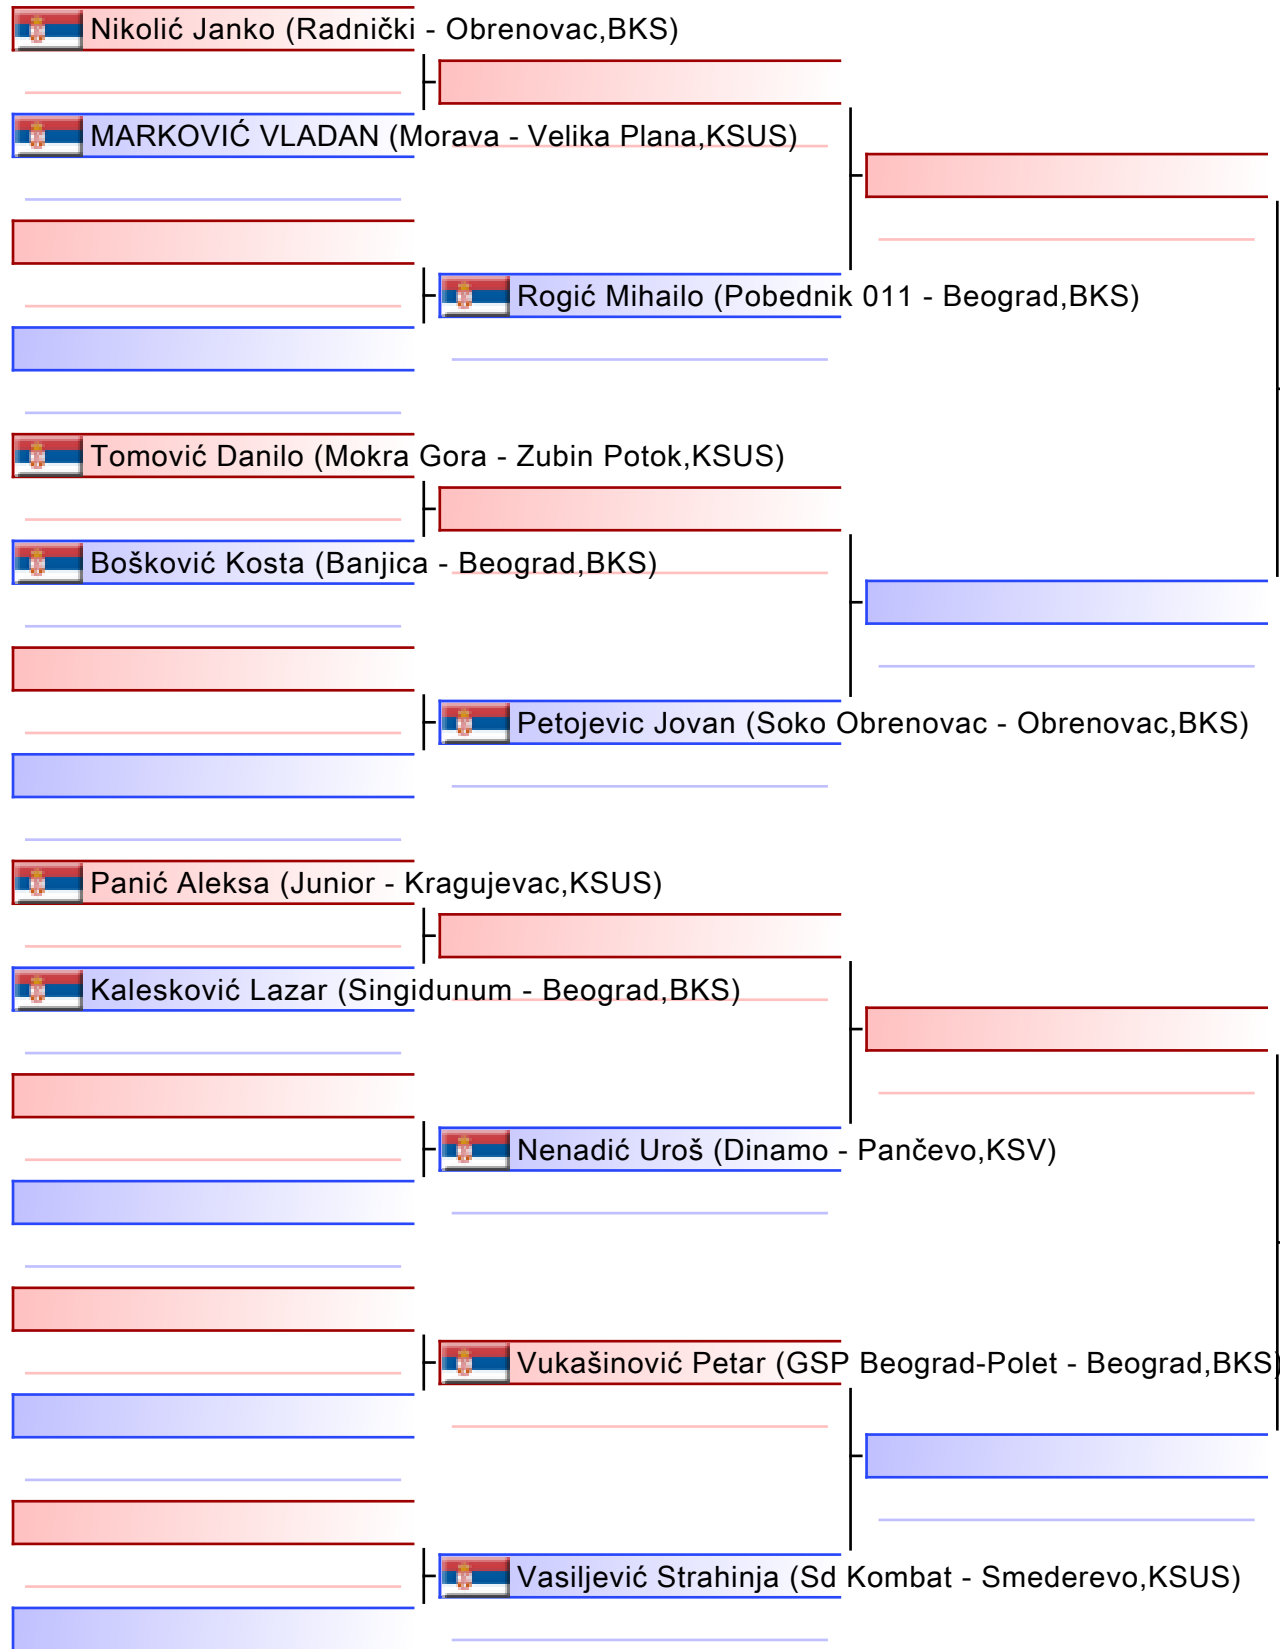 Nikolić Janko (Radnički - Obrenovac,BKS)
MARKOVIĆ VLADAN (Morava - Velika Plana,KSUS)
Rogić Mihailo (Pobednik 011 - Beograd,BKS)
Tomović Danilo (Mokra Gora - Zubin Potok,KSUS)
Bošković Kosta (Banjica - Beograd,BKS)
Petojevic Jovan (Soko Obrenovac - Obrenovac,BKS)
Panić Aleksa (Junior - Kragujevac,KSUS)
Kalesković Lazar (Singidunum - Beograd,BKS)
Nenadić Uroš (Dinamo - Pančevo,KSV)
Vukašinović Petar (GSP Beograd-Polet - Beograd,BKS)
Vasiljević Strahinja (Sd Kombat - Smederevo,KSUS)